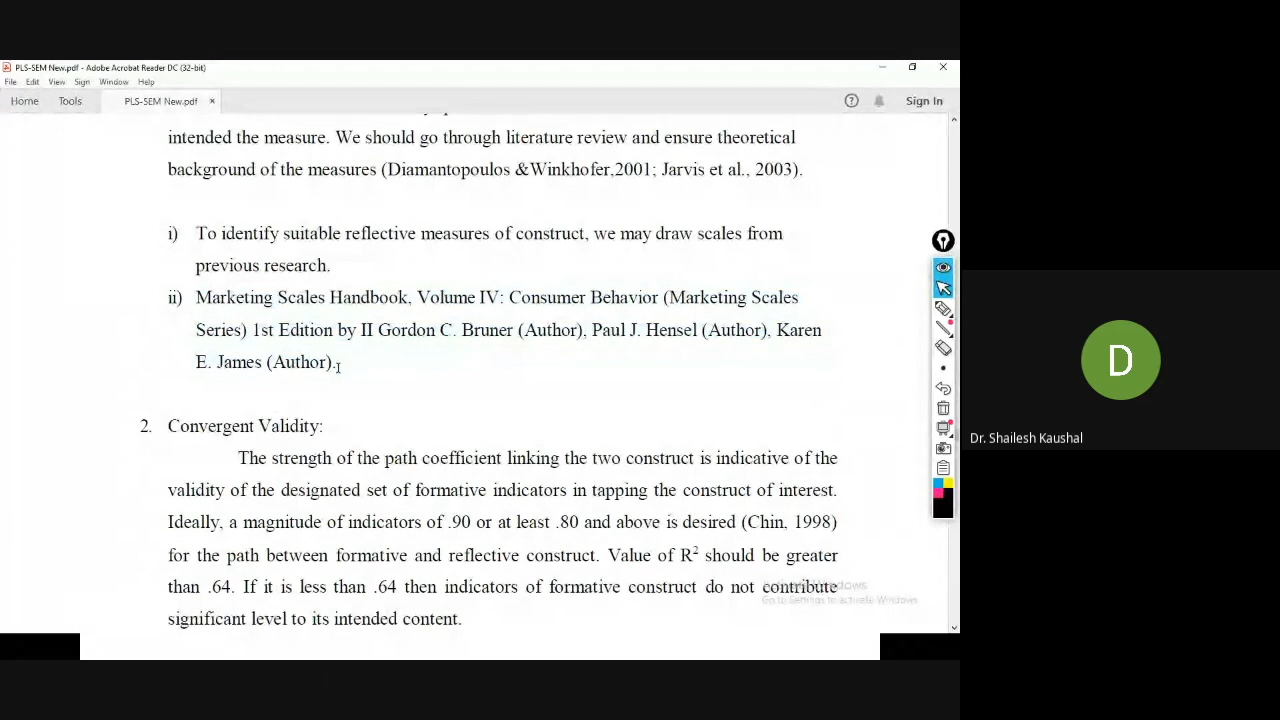 PLS-SEM New.pdf - Adobe Acrobat Reader DC (32-bit)
File Edit View Sign Window Help
Home Tools PLS-SEM New.pdf × Sign In
intended the measure. We should go through literature review and ensure theoretical
background of the measures (Diamantopoulos &Winkhofer,2001; Jarvis et al., 2003).
i) To identify suitable reflective measures of construct, we may draw scales from
previous research.
ii) Marketing Scales Handbook, Volume IV: Consumer Behavior (Marketing Scales
Series) 1st Edition by II Gordon C. Bruner (Author), Paul J. Hensel (Author), Karen
E. James (Author).
2. Convergent Validity:
The strength of the path coefficient linking the two construct is indicative of the
validity of the designated set of formative indicators in tapping the construct of interest.
Ideally, a magnitude of indicators of .90 or at least .80 and above is desired (Chin, 1998)
for the path between formative and reflective construct. Value of R² should be greater
than .64. If it is less than .64 then indicators of formative construct do not contribute
significant level to its intended content.
Activate Windows
Go to Settings to activate Windows
D
Dr. Shailesh Kaushal